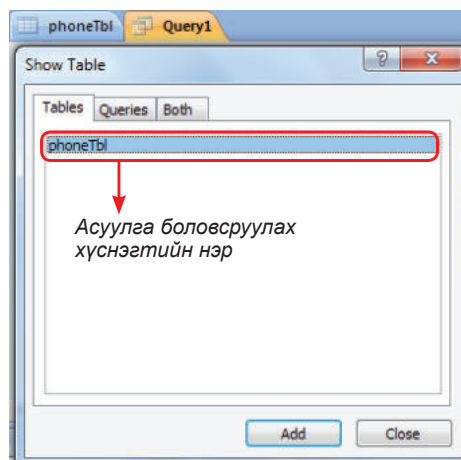 phoneTbl Query1
Show Table
Tables Queries Both
phoneTbl
Асуулга боловсруулах
хүснэгтийн нэр
Add Close